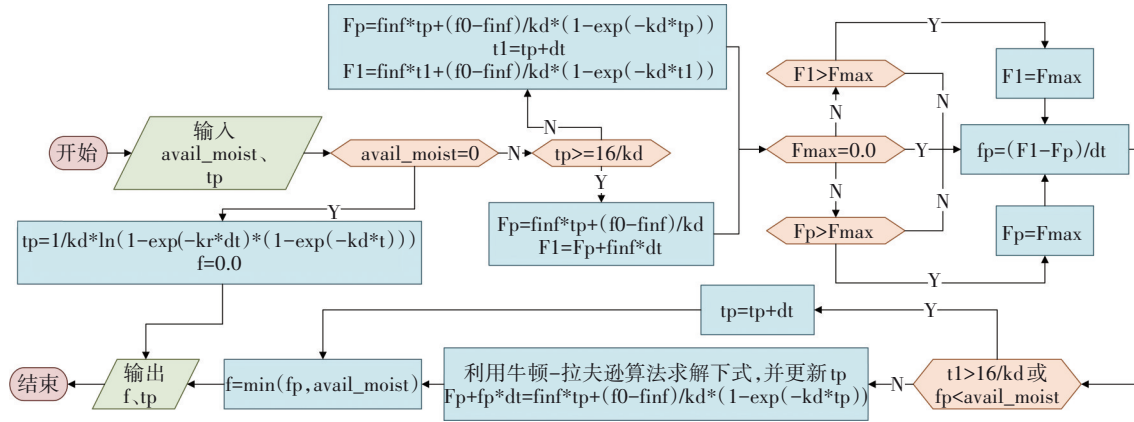 开始
输入
avail_moist、
tp
avail_moist=0
N
Y
tp>=16/kd
N
Y
Fp=finf*tp+(f0-finf)/kd*(1-exp(-kd*tp))
t1=tp+dt
F1=finf*t1+(f0-finf)/kd*(1-exp(-kd*t1))
Fp=finf*tp+(f0-finf)/kd
F1=Fp+finf*dt
Fmax=0.0
N
Y
N
F1>Fmax
Y
N
F1=Fmax
Fp>Fmax
N
Y
Fp=Fmax
fp=(F1-Fp)/dt
tp=1/kd*ln(1-exp(-kr*dt)*(1-exp(-kd*t)))
f=0.0
t1>16/kd或
fp<avail_moist
Y
N
tp=tp+dt
利用牛顿-拉夫逊算法求解下式,并更新tp
Fp+fp*dt=finf*tp+(f0-finf)/kd*(1-exp(-kd*tp))
f=min(fp,avail_moist)
输出
f、tp
结束